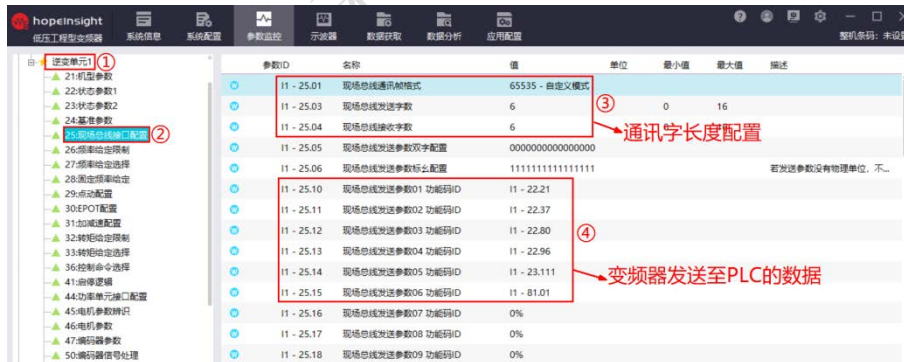 hopeInsight
低压工程型变频器
系统信息
系统配置
参数监控
示波器
数据获取
数据分析
应用配置
整机条码：未设
逆变单元1 ①
21:机型参数
22:状态参数1
23:状态参数2
24:基准参数
25:现场总线接口配置 ②
26:频率给定限制
27:频率给定选择
28:固定频率给定
29:点动配置
30:EPOT配置
31:加减速配置
32:转矩给定限制
33:转矩给定选择
36:控制命令选择
41:启停逻辑
44:功率单元接口配置
45:电机参数辨识
46:电机参数
47:编码器参数
50:编码器信号处理
参数ID 名称 值 单位 最小值 最大值 描述
I1 - 25.01 现场总线通讯帧模式 65535 - 自定义模式
I1 - 25.03 现场总线发送字数 6 0 16
③
I1 - 25.04 现场总线接收字数 6
通讯字长度配置
I1 - 25.05 现场总线发送参数双字配置 0000000000000000
I1 - 25.06 现场总线发送参数标幺配置 1111111111111111 若发送参数没有物理单位，不...
I1 - 25.10 现场总线发送参数01 功能码ID I1 - 22.21
I1 - 25.11 现场总线发送参数02 功能码ID I1 - 22.37
I1 - 25.12 现场总线发送参数03 功能码ID I1 - 22.80
④
I1 - 25.13 现场总线发送参数04 功能码ID I1 - 22.96
I1 - 25.14 现场总线发送参数05 功能码ID I1 - 23.111
变频器发送至PLC的数据
I1 - 25.15 现场总线发送参数06 功能码ID I1 - 81.01
I1 - 25.16 现场总线发送参数07 功能码ID 0%
I1 - 25.17 现场总线发送参数08 功能码ID 0%
I1 - 25.18 现场总线发送参数09 功能码ID 0%